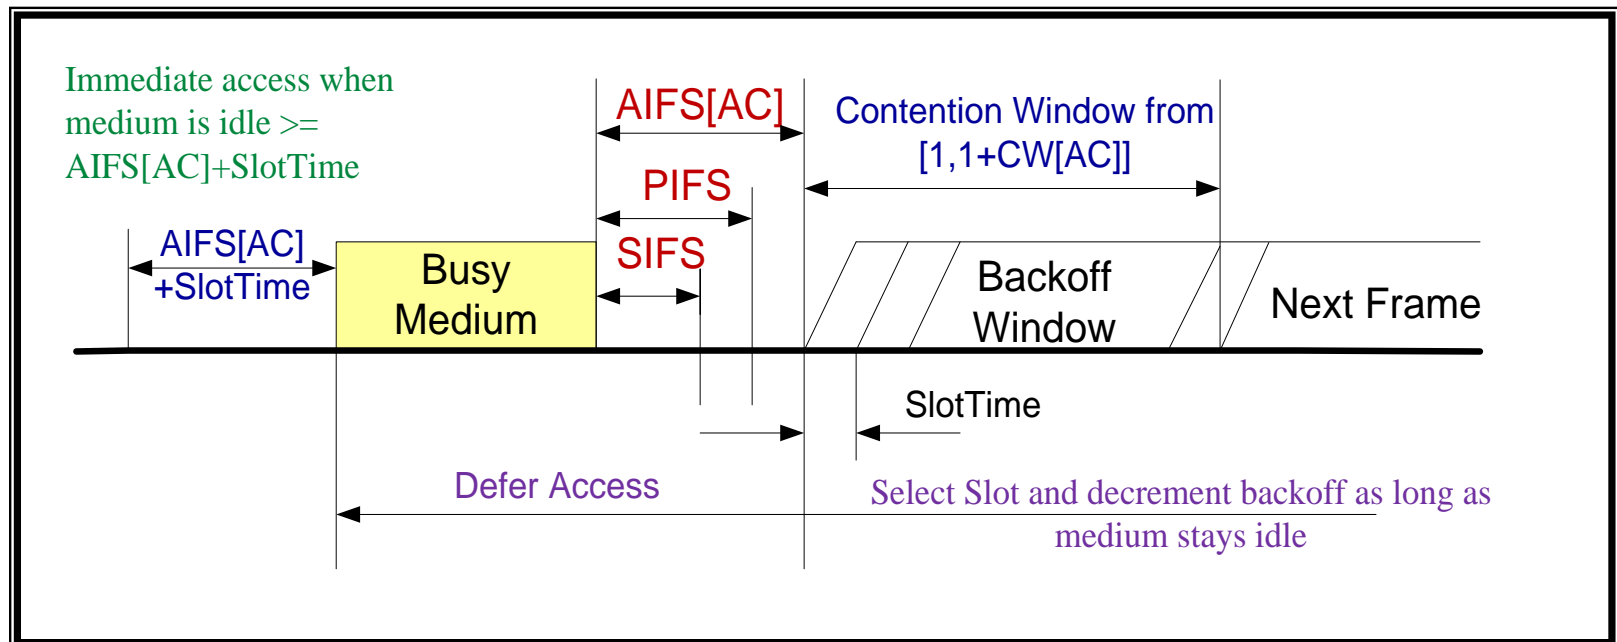 Immediate access when
medium is idle >=
AIFS[AC]+SlotTime
AIFS[AC]
+SlotTime
Busy
Medium
AIFS[AC]
PIFS
SIFS
Contention Window from
[1,1+CW[AC]]
Backoff
Window
Next Frame
SlotTime
Defer Access
Select Slot and decrement backoff as long as
medium stays idle